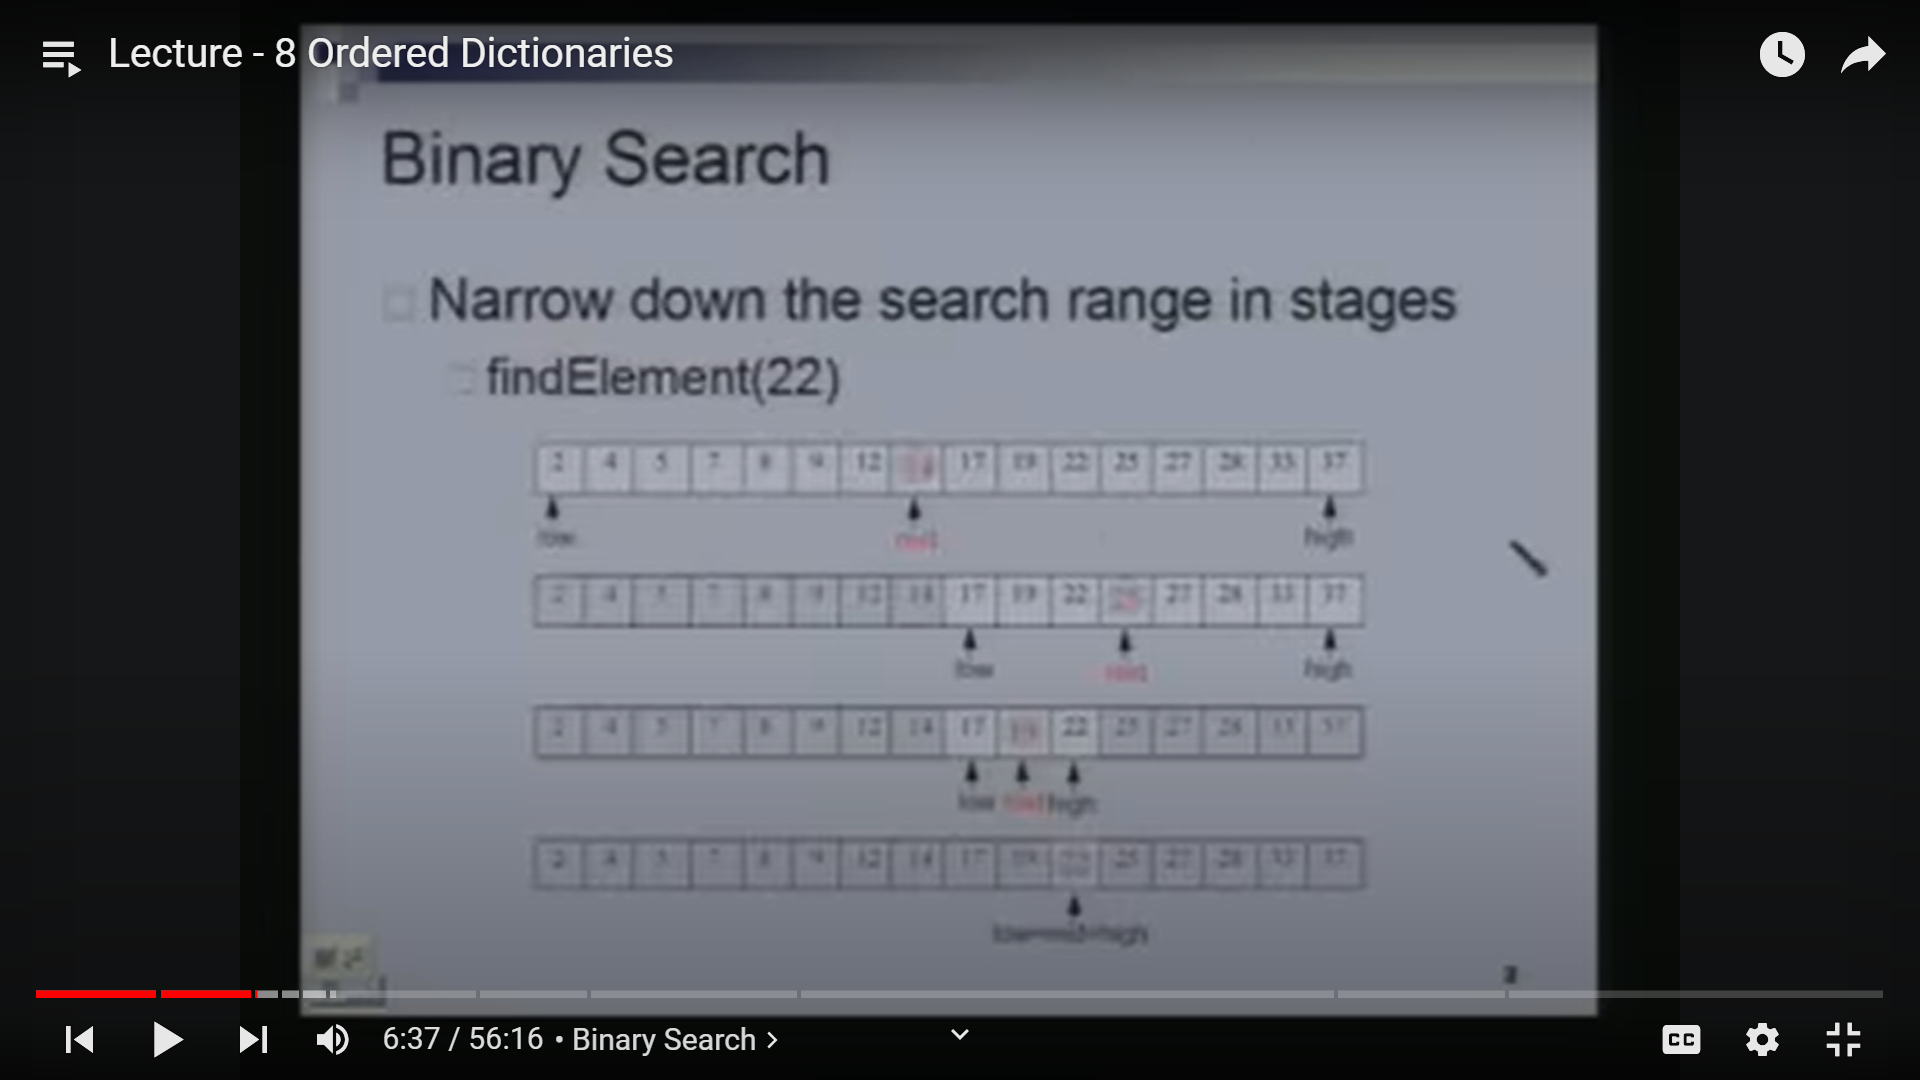 Lecture - 8 Ordered Dictionaries
Binary Search
Narrow down the search range in stages
findElement(22)
2 4 5 7 8 9 12 14 17 19 22 25 27 28 33 37
low mid high
2 4 5 7 8 9 12 14 17 19 22 25 27 28 33 37
low mid high
2 4 5 7 8 9 12 14 17 19 22 25 27 28 33 37
low mid high
2 4 5 7 8 9 12 14 17 19 22 25 27 28 33 37
low=mid=high
6:37 / 56:16 • Binary Search
CC